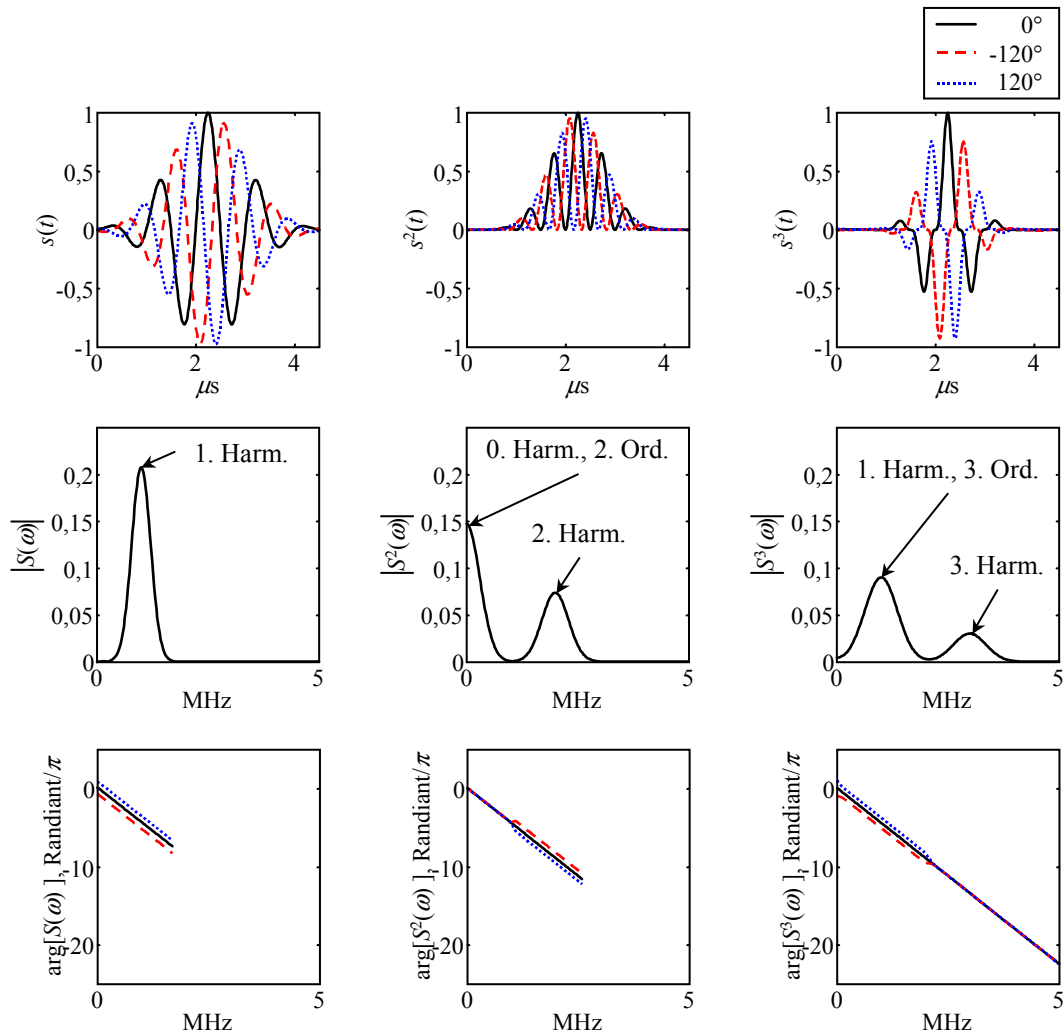 0°
-120°
120°
s(t)
1
0,5
0
-0,5
-1
0
2
4
μs
s²(t)
1
0,5
0
-0,5
-1
0
2
4
μs
s³(t)
1
0,5
0
-0,5
-1
0
2
4
μs
|S(ω)|
0,2
0,15
0,1
0,05
0
1. Harm.
0
5
MHz
|S²(ω)|
0,2
0,15
0,1
0,05
0
0. Harm., 2. Ord.
2. Harm.
0
5
MHz
|S³(ω)|
0,2
0,15
0,1
0,05
0
1. Harm., 3. Ord.
3. Harm.
0
5
MHz
arg[S(ω) ], Randiant/π
0
-10
-20
0
5
MHz
arg[S²(ω) ], Randiant/π
0
-10
-20
0
5
MHz
arg[S³(ω) ], Randiant/π
0
-10
-20
0
5
MHz